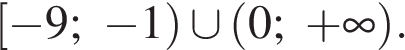 [−9; −1) ∪ (0; +∞).